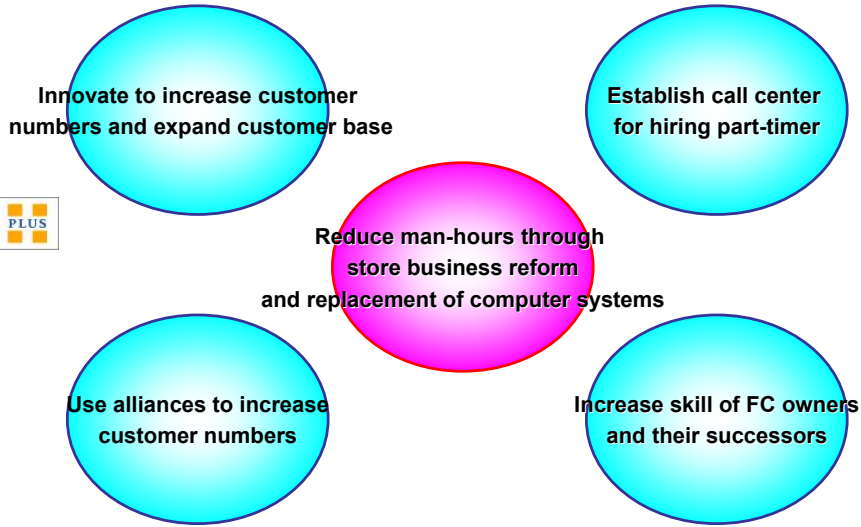 Innovate to increase customer
numbers and expand customer base
Establish call center
for hiring part-timer
PLUS
Reduce man-hours through
store business reform
and replacement of computer systems
Use alliances to increase
customer numbers
Increase skill of FC owners
and their successors